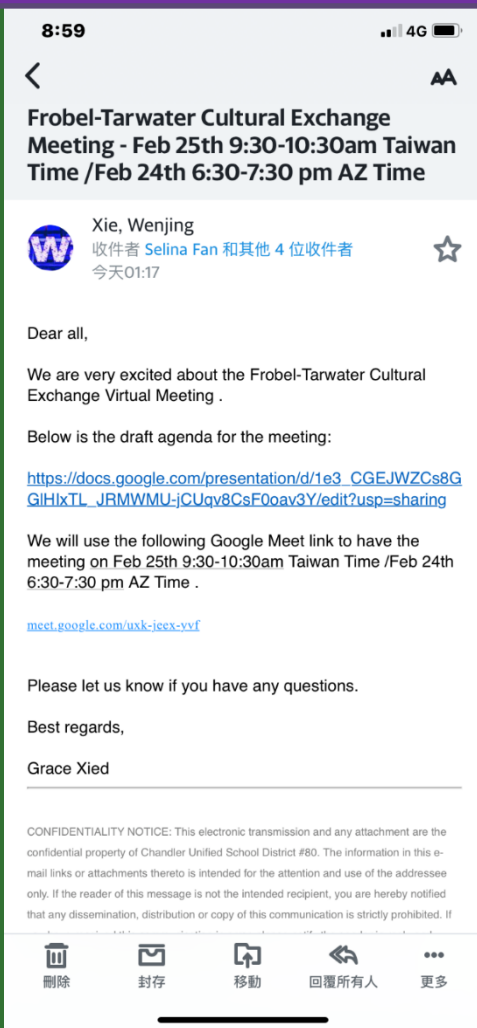 8:59
4G
AA
Frobel-Tarwater Cultural Exchange
Meeting - Feb 25th 9:30-10:30am Taiwan
Time /Feb 24th 6:30-7:30 pm AZ Time
W
Xie, Wenjing
收件者 Selina Fan 和其他 4 位收件者
今天01:17
Dear all,
We are very excited about the Frobel-Tarwater Cultural
Exchange Virtual Meeting .
Below is the draft agenda for the meeting:
https://docs.google.com/presentation/d/1e3_CGEJWZCs8G
GlHIxTL_JRMWMU-jCUqv8CsF0oav3Y/edit?usp=sharing
We will use the following Google Meet link to have the
meeting on Feb 25th 9:30-10:30am Taiwan Time /Feb 24th
6:30-7:30 pm AZ Time .
meet.google.com/uxk-jeex-yvf
Please let us know if you have any questions.
Best regards,
Grace Xied
CONFIDENTIALITY NOTICE: This electronic transmission and any attachment are the
confidential property of Chandler Unified School District #80. The information in this e-
mail links or attachments thereto is intended for the attention and use of the addressee
only. If the reader of this message is not the intended recipient, you are hereby notified
that any dissemination, distribution or copy of this communication is strictly prohibited. If
刪除
封存
移動
回覆所有人
更多